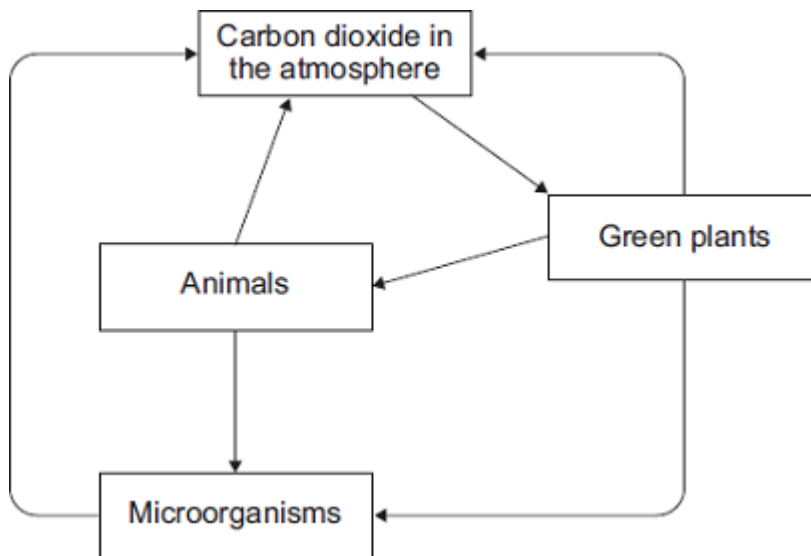 Carbon dioxide in
the atmosphere
Green plants
Animals
Microorganisms